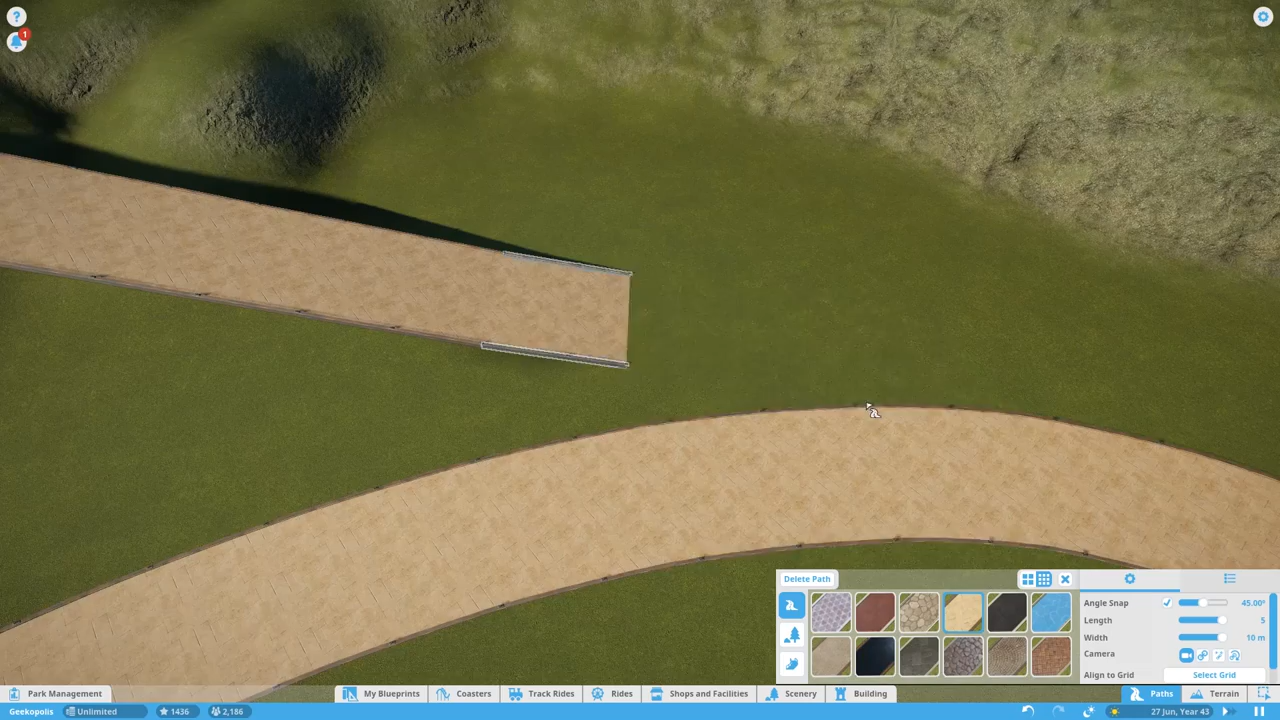 ?
1
Delete Path
Angle Snap 45.00°
Length 5
Width 10 m
Camera
Align to Grid Select Grid
Park Management My Blueprints Coasters Track Rides Rides Shops and Facilities Scenery Building Paths Terrain
Geekopolis Unlimited 1436 2,186 27 Jun, Year 43